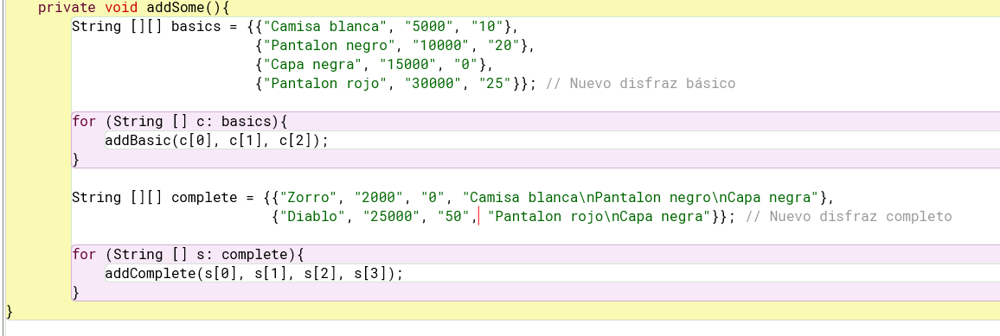 private void addSome(){
String [][] basics = {{"Camisa blanca", "5000", "10"},
{"Pantalon negro", "10000", "20"},
{"Capa negra", "15000", "0"},
{"Pantalon rojo", "30000", "25"}}; // Nuevo disfraz básico
for (String [] c: basics){
addBasic(c[0], c[1], c[2]);
}
String [][] complete = {{"Zorro", "2000", "0", "Camisa blanca\nPantalon negro\nCapa negra"},
{"Diablo", "25000", "50", "Pantalon rojo\nCapa negra"}}; // Nuevo disfraz completo
for (String [] s: complete){
addComplete(s[0], s[1], s[2], s[3]);
}
}